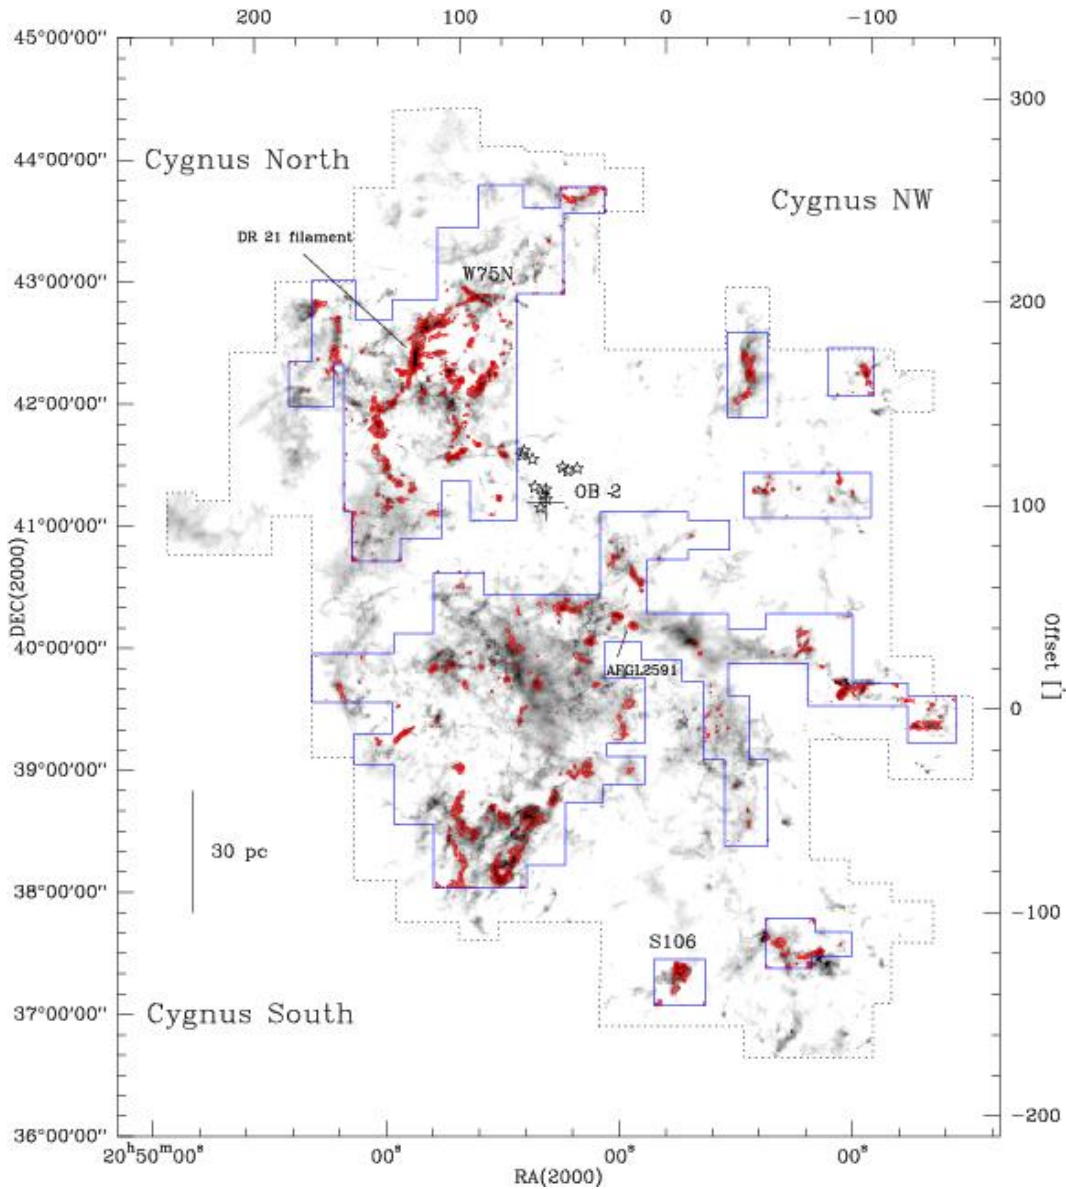 200 100 0 -100
45°00′00″
300
44°00′00″
Cygnus North
Cygnus NW
DR 21 filament
43°00′00″
W75N
200
42°00′00″
OB-2
41°00′00″
100
DEC(2000)
40°00′00″
AFGL2591
Offset [′]
0
39°00′00″
30 pc
38°00′00″
-100
S106
37°00′00″
Cygnus South
-200
36°00′00″
20ʰ50ᵐ00ˢ 00ˢ 00ˢ 00ˢ
RA(2000)